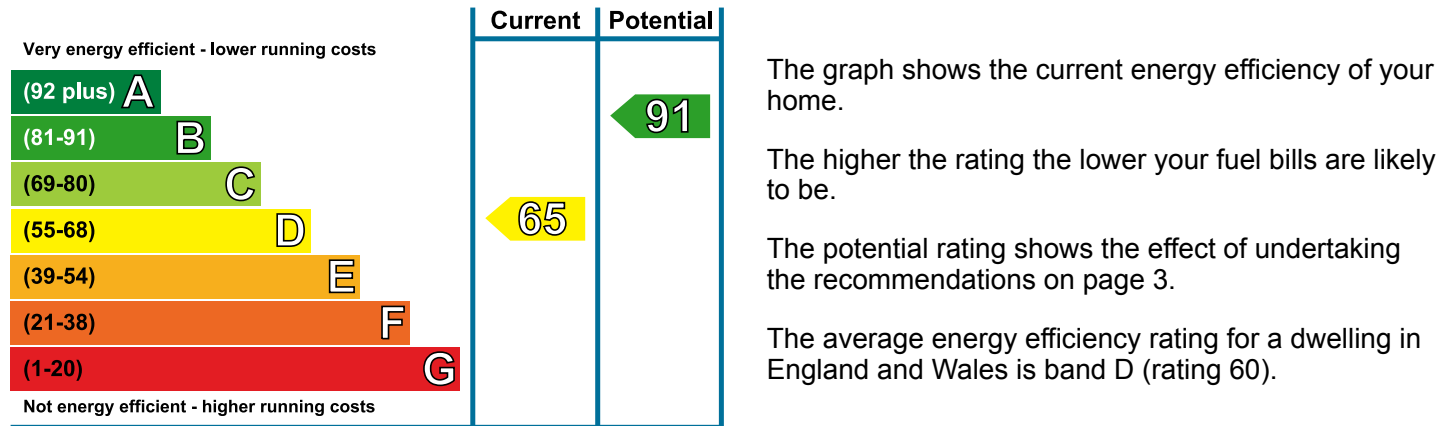 Current Potential
Very energy efficient - lower running costs
(92 plus) A
(81-91) B
(69-80) C
(55-68) D
(39-54) E
(21-38) F
(1-20) G
Not energy efficient - higher running costs
65
91
The graph shows the current energy efficiency of your
home.
The higher the rating the lower your fuel bills are likely
to be.
The potential rating shows the effect of undertaking
the recommendations on page 3.
The average energy efficiency rating for a dwelling in
England and Wales is band D (rating 60).